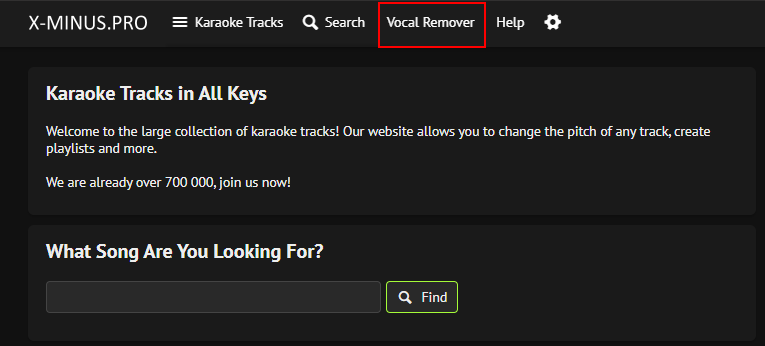 X-MINUS.PRO Karaoke Tracks Search Vocal Remover Help
Karaoke Tracks in All Keys
Welcome to the large collection of karaoke tracks! Our website allows you to change the pitch of any track, create
playlists and more.
We are already over 700 000, join us now!
What Song Are You Looking For?
Find